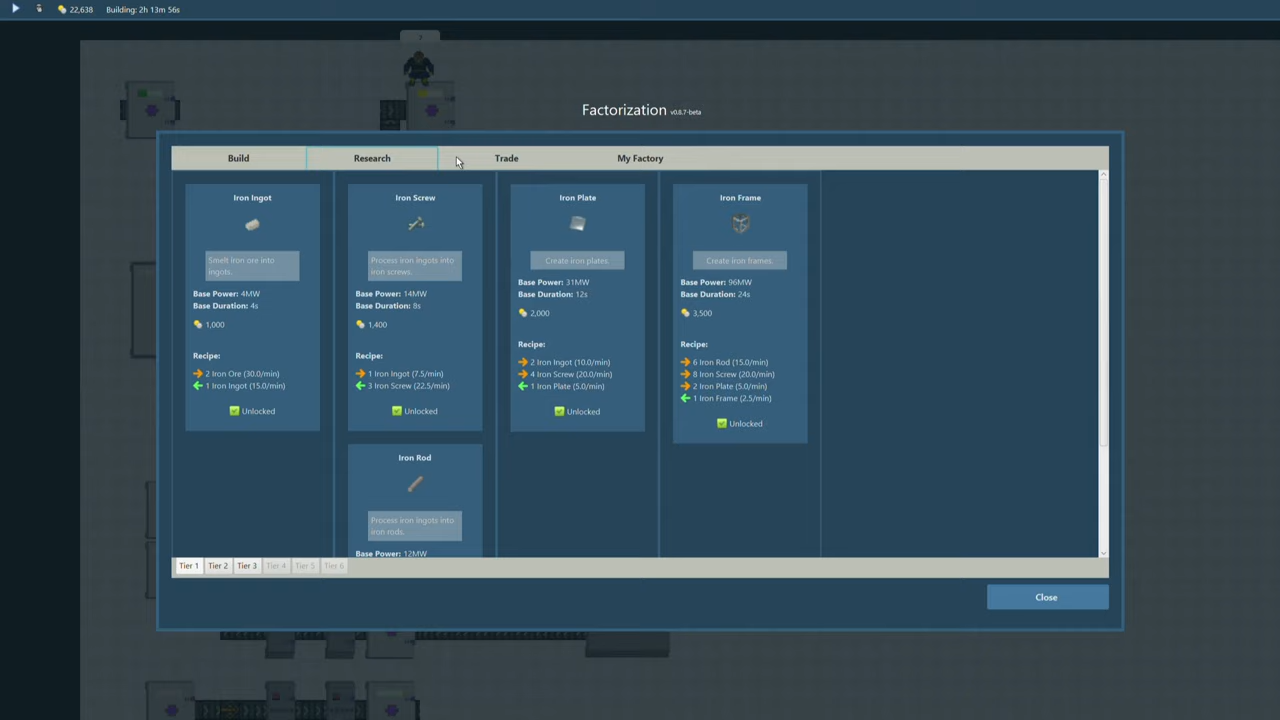 22,638 Building: 2h 13m 56s
?
Factorization v0.8.7-beta
Build Research Trade My Factory
Iron Ingot
Smelt iron ore into
ingots.
Base Power: 4MW
Base Duration: 4s
1,000
Recipe:
2 Iron Ore (30.0/min)
1 Iron Ingot (15.0/min)
Unlocked
Iron Screw
Process iron ingots into
iron screws.
Base Power: 14MW
Base Duration: 8s
1,400
Recipe:
1 Iron Ingot (7.5/min)
3 Iron Screw (22.5/min)
Unlocked
Iron Rod
Process iron ingots into
iron rods.
Base Power: 12MW
Iron Plate
Create iron plates.
Base Power: 31MW
Base Duration: 12s
2,000
Recipe:
2 Iron Ingot (10.0/min)
4 Iron Screw (20.0/min)
1 Iron Plate (5.0/min)
Unlocked
Iron Frame
Create iron frames.
Base Power: 96MW
Base Duration: 24s
3,500
Recipe:
6 Iron Rod (15.0/min)
8 Iron Screw (20.0/min)
2 Iron Plate (5.0/min)
1 Iron Frame (2.5/min)
Unlocked
Tier 1 Tier 2 Tier 3 Tier 4 Tier 5 Tier 6
Close